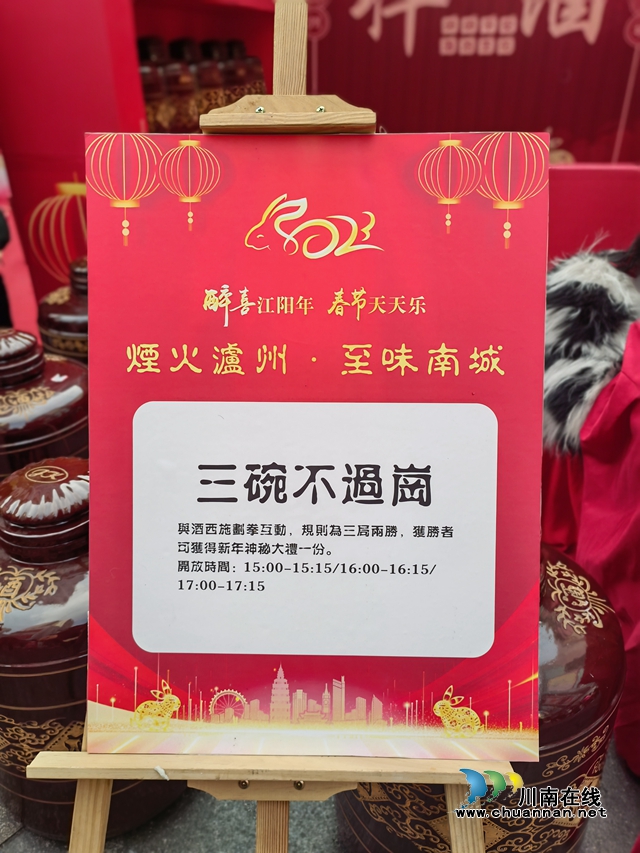 酒
2023
醉喜江阳年 春节天天乐
煙火瀘州·至味南城
三碗不過崗
與酒西施劃拳互動，規則為三局兩勝，獲勝者
可獲得新年神秘大禮一份。
開放時間：15:00-15:15/16:00-16:15/
17:00-17:15
川南在线
www.chuannan.net